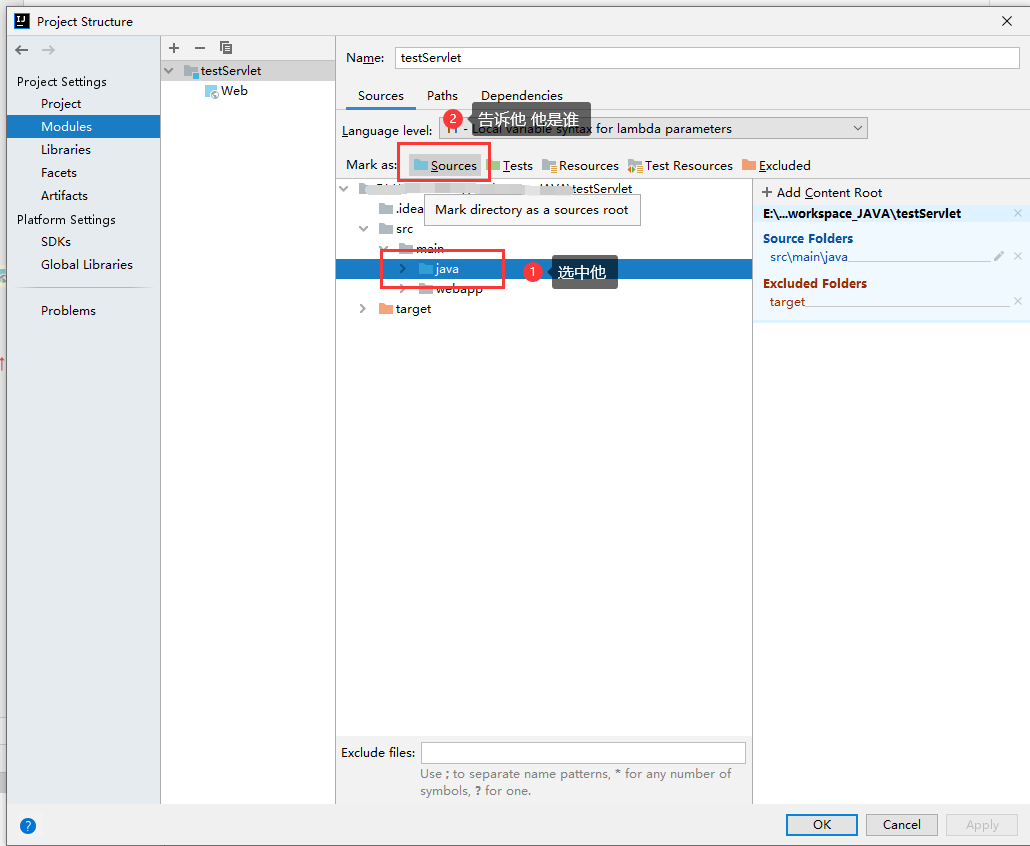 Project Structure
Project Settings
Project
Modules
Libraries
Facets
Artifacts
Platform Settings
SDKs
Global Libraries
Problems
testServlet
Web
Name: testServlet
Sources Paths Dependencies
2 告诉他 他是谁
Language level: - Local variable syntax for lambda parameters
Mark as: Sources Tests Resources Test Resources Excluded
JAVA\testServlet
.idea
Mark directory as a sources root
src
main
java
1 选中他
webapp
target
+ Add Content Root
E:\...workspace_JAVA\testServlet
Source Folders
src\main\java
Excluded Folders
target
Exclude files:
Use ; to separate name patterns, * for any number of
symbols, ? for one.
?
OK Cancel Apply